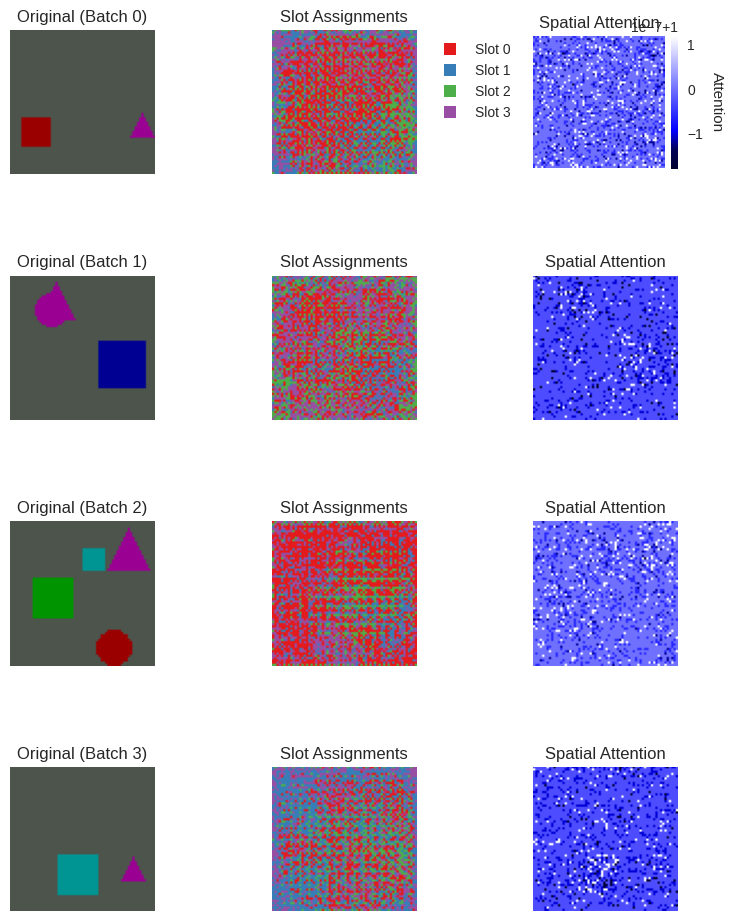 Original (Batch 0)
Slot Assignments
Slot 0
Slot 1
Slot 2
Slot 3
Spatial Attention
1e−7+1
1
0
−1
Attention
Original (Batch 1)
Slot Assignments
Spatial Attention
Original (Batch 2)
Slot Assignments
Spatial Attention
Original (Batch 3)
Slot Assignments
Spatial Attention